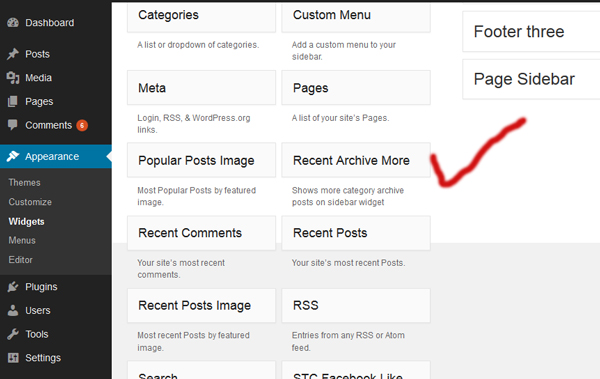 Dashboard
Posts
Media
Pages
Comments 6
Appearance
Themes
Customize
Widgets
Menus
Editor
Plugins
Users
Tools
Settings
Categories
A list or dropdown of categories.
Custom Menu
Add a custom menu to your
sidebar.
Meta
Login, RSS, & WordPress.org
links.
Pages
A list of your site's Pages.
Popular Posts Image
Most Popular Posts by featured
image.
Recent Archive More
Shows more category archive
posts on sidebar widget
Recent Comments
Your site's most recent
comments.
Recent Posts
Your site's most recent Posts.
Recent Posts Image
Most recent Posts by featured
image.
RSS
Entries from any RSS or Atom
feed.
Search
STC Facebook Like
Footer three
Page Sidebar